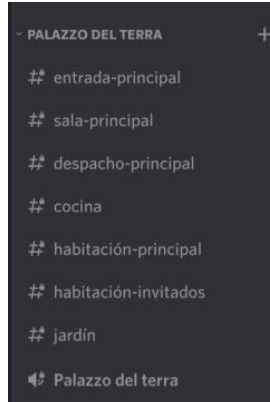 PALAZZO DEL TERRA
entrada-principal
sala-principal
despacho-principal
cocina
habitación-principal
habitación-invitados
jardín
Palazzo del terra